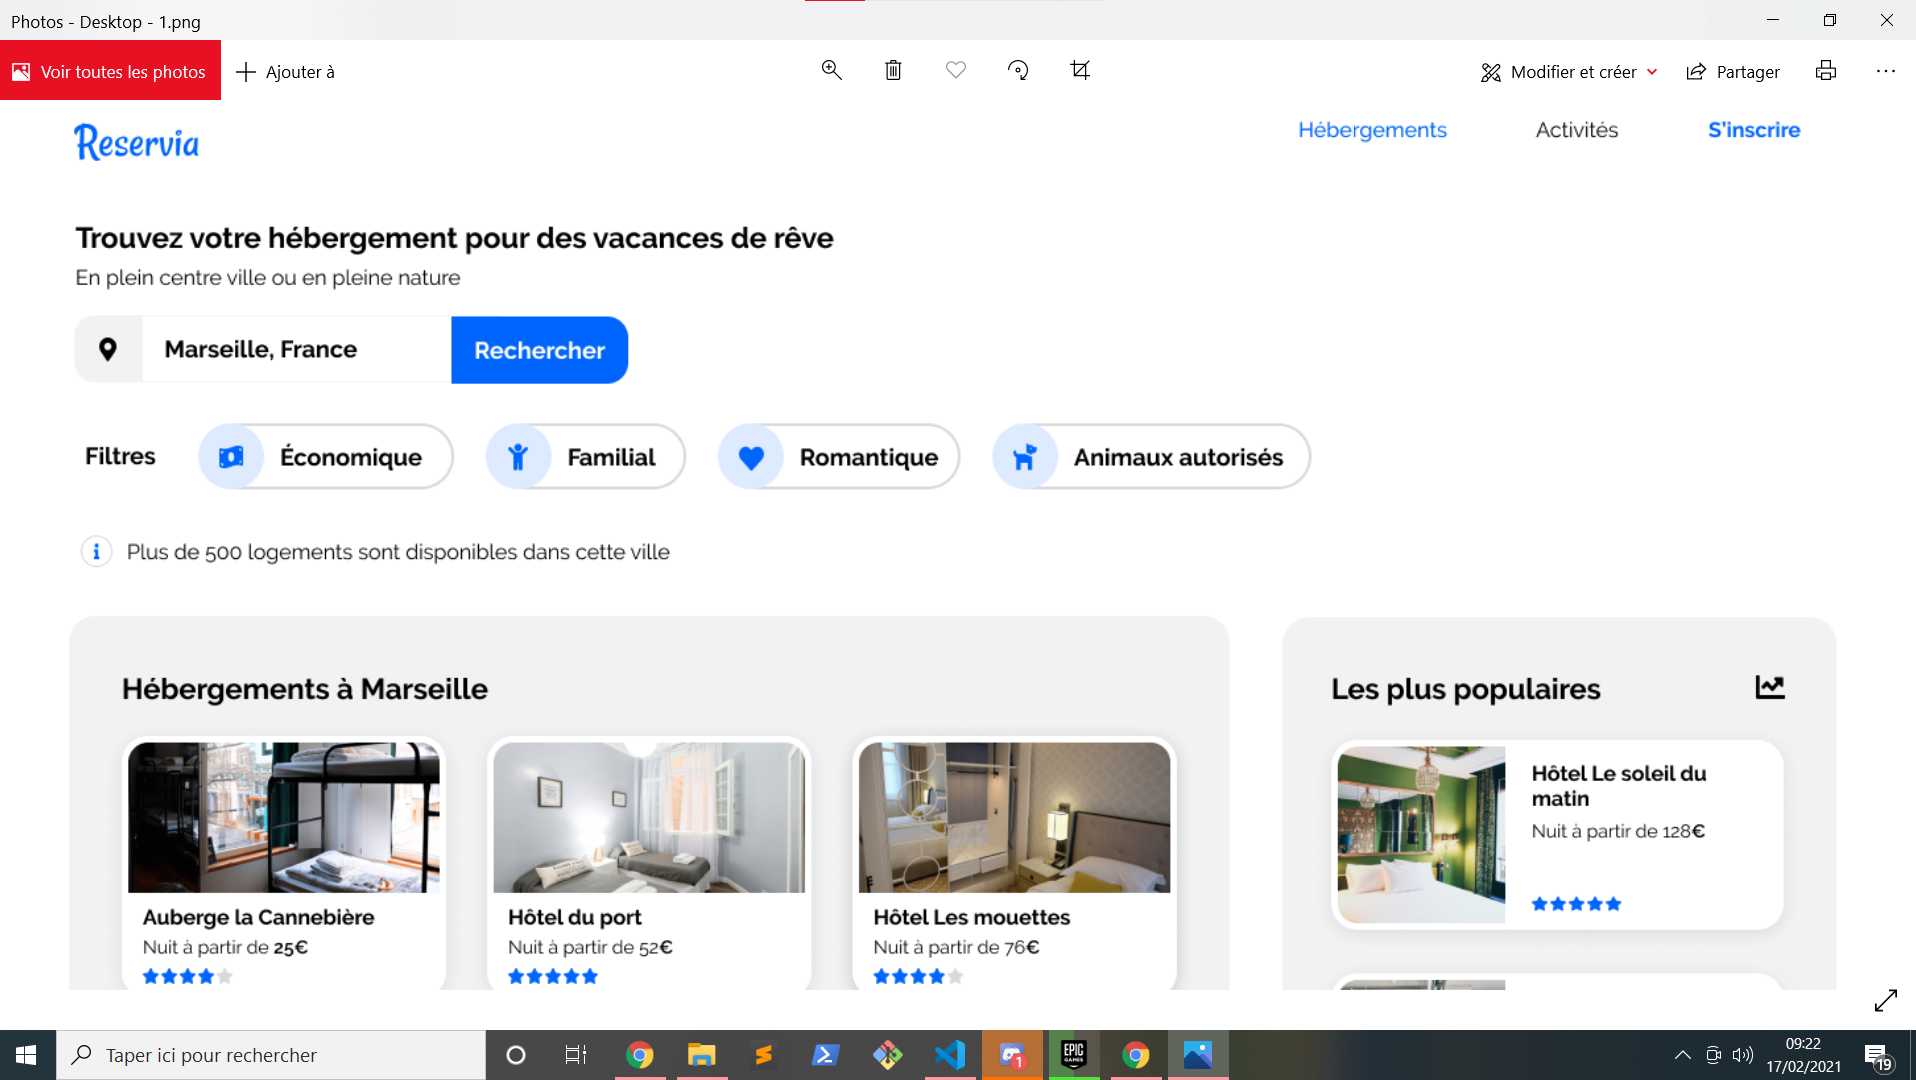 Photos - Desktop - 1.png
Voir toutes les photos
Ajouter à
Modifier et créer
Partager
Reservia
Hébergements
Activités
S'inscrire
Trouvez votre hébergement pour des vacances de rêve
En plein centre ville ou en pleine nature
Marseille, France
Rechercher
Filtres
Économique
Familial
Romantique
Animaux autorisés
Plus de 500 logements sont disponibles dans cette ville
Hébergements à Marseille
Auberge la Cannebière
Nuit à partir de 25€
Hôtel du port
Nuit à partir de 52€
Hôtel Les mouettes
Nuit à partir de 76€
Les plus populaires
Hôtel Le soleil du
matin
Nuit à partir de 128€
Taper ici pour rechercher
1
EPIC
GAMES
09:22
17/02/2021
19